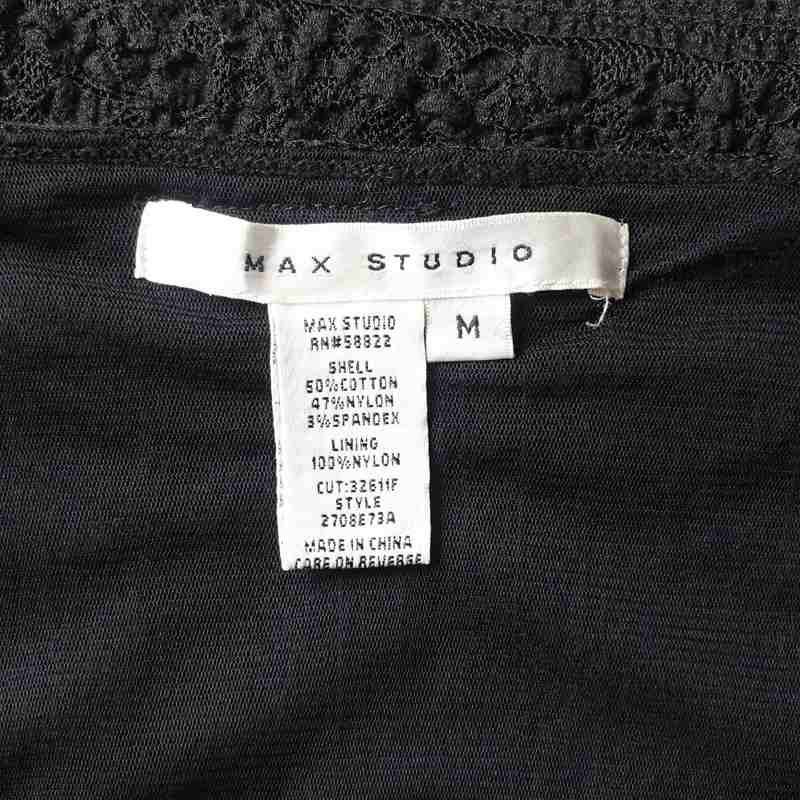 MAX STUDIO
M
MAX STUDIO
RN#58822
SHELL
50%COTTON
47%NYLON
3%SPANDEX
LINING
100%NYLON
CUT:32611F
STYLE
2708E73A
MADE IN CHINA
CARE ON REVERSE